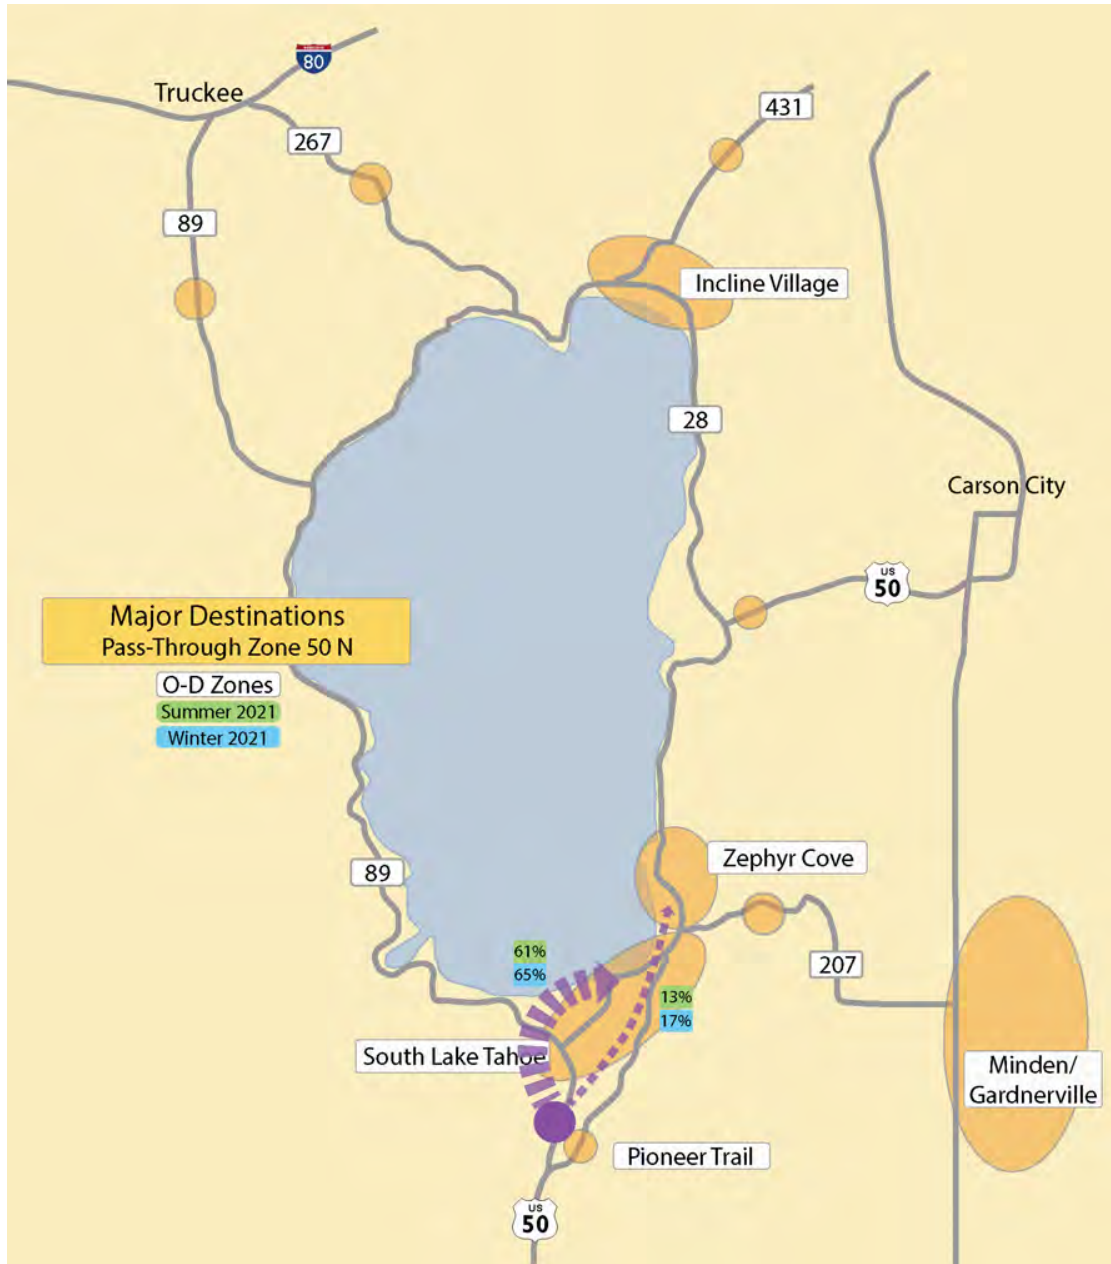 80
Truckee
431
267
89
Incline Village
28
Carson City
US
50
Major Destinations
Pass-Through Zone 50 N
O-D Zones
Summer 2021
Winter 2021
Zephyr Cove
89
61%
65%
207
13%
17%
South Lake Tahoe
Minden/
Gardnerville
Pioneer Trail
US
50